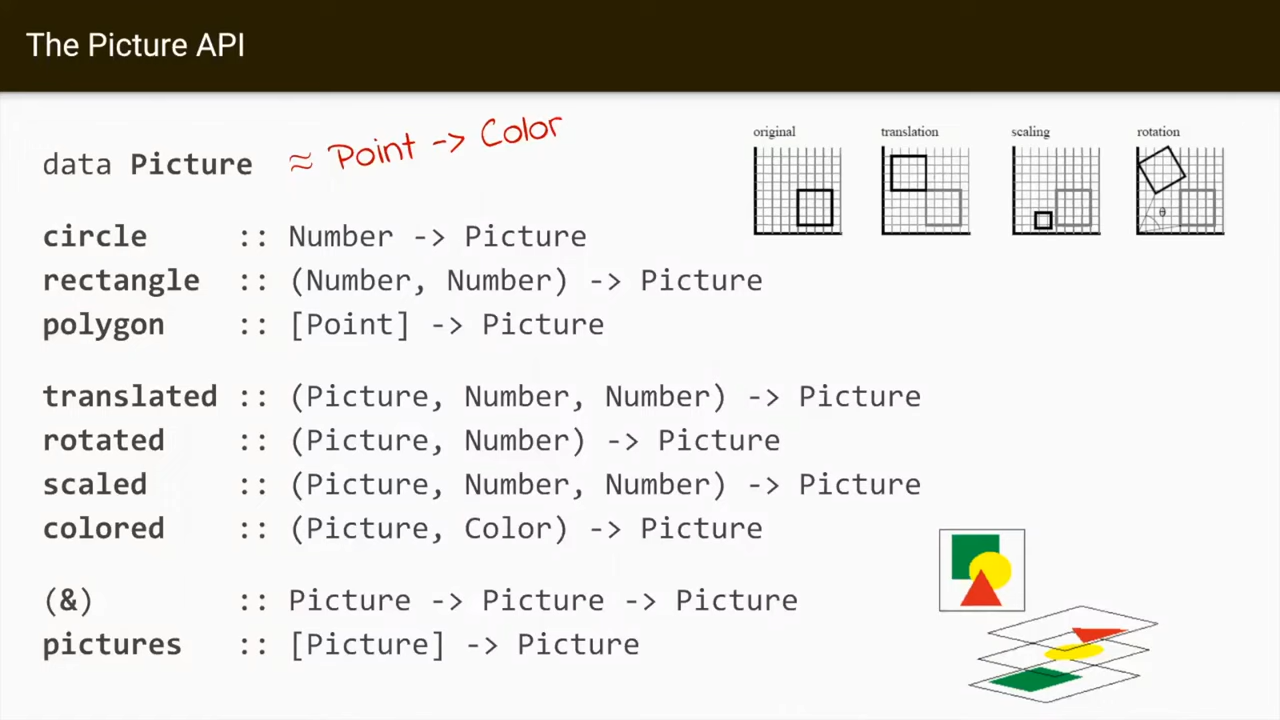 The Picture API
data Picture ≈ Point -> Color
circle :: Number -> Picture
rectangle :: (Number, Number) -> Picture
polygon :: [Point] -> Picture
translated :: (Picture, Number, Number) -> Picture
rotated :: (Picture, Number) -> Picture
scaled :: (Picture, Number, Number) -> Picture
colored :: (Picture, Color) -> Picture
(&) :: Picture -> Picture -> Picture
pictures :: [Picture] -> Picture
original translation scaling rotation
θ